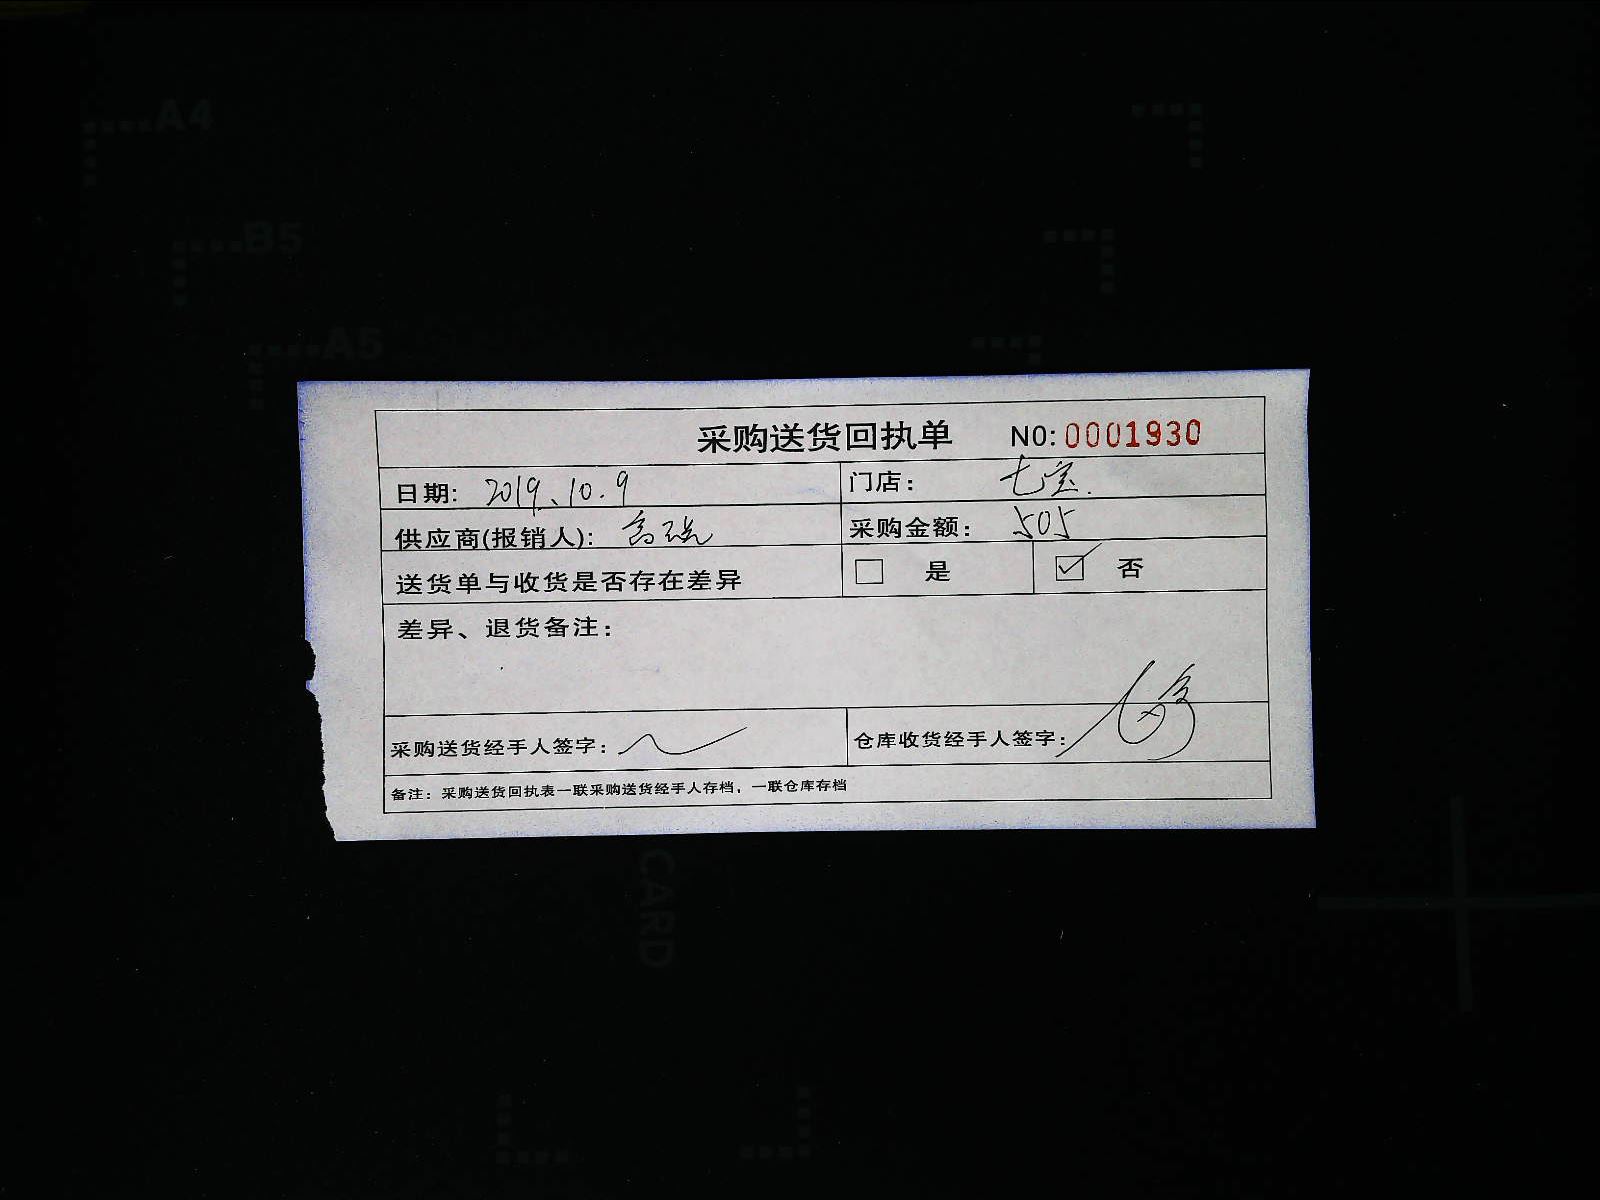 A4
B5
A5
采购送货回执单 NO: 0001930
日期: 2019.10.9 门店: 七宝.
供应商(报销人): 采购金额: 505
送货单与收货是否存在差异 是 否
差异、退货备注:
采购送货经手人签字: 仓库收货经手人签字:
备注: 采购送货回执表一联采购送货经手人存档, 一联仓库存档
CARD